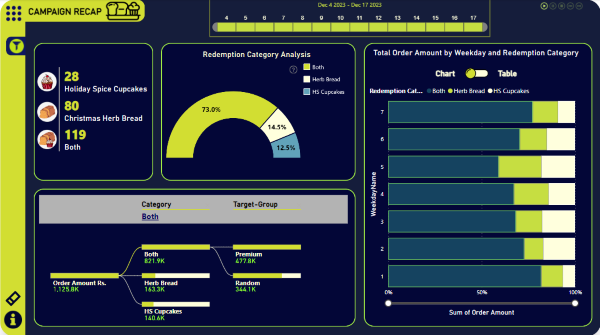 CAMPAIGN RECAP
Dec 4 2023 - Dec 17 2023
4 5 6 7 8 9 10 11 12 13 14 15 16 17
28
Holiday Spice Cupcakes
80
Christmas Herb Bread
119
Both
Redemption Category Analysis
Both
Herb Bread
HS Cupcakes
73.0%
14.5%
12.5%
Total Order Amount by Weekday and Redemption Category
Chart Table
Redemption Cat... Both Herb Bread HS Cupcakes
WeekdayName
7
6
5
4
3
2
1
0% 50% 100%
Sum of Order Amount
Category Target-Group
Both
Order Amount Rs.
1,125.8K
Both
821.9K
Herb Bread
163.3K
HS Cupcakes
140.6K
Premium
477.8K
Random
344.1K